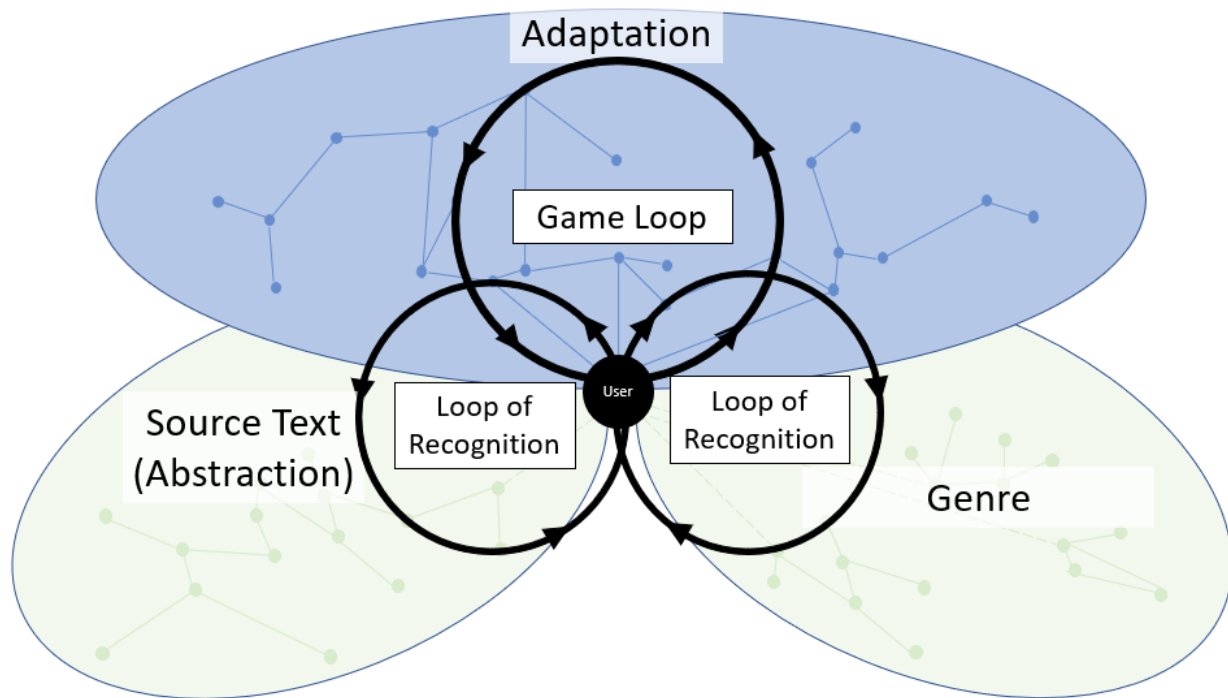 Adaptation
Game Loop
User
Loop of
Recognition
Loop of
Recognition
Source Text
(Abstraction)
Genre